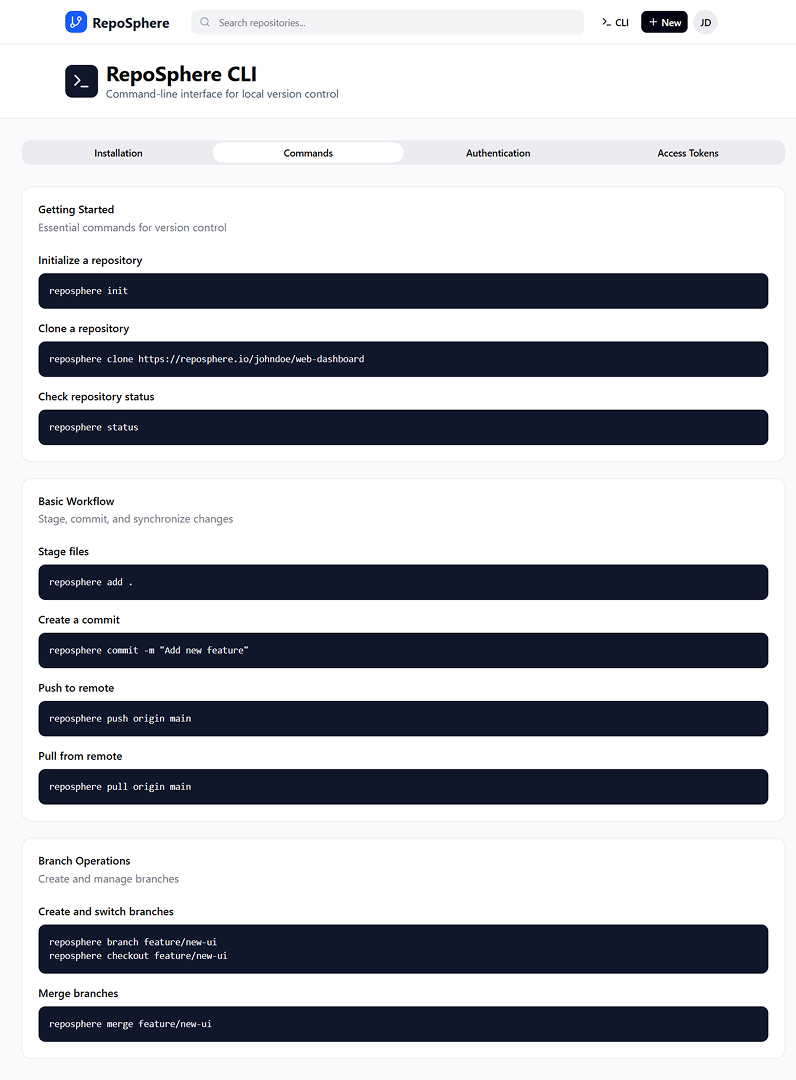 RepoSphere
Search repositories...
>_ CLI
+ New
JD
>_
RepoSphere CLI
Command-line interface for local version control
Installation
Commands
Authentication
Access Tokens
Getting Started
Essential commands for version control
Initialize a repository
reposphere init
Clone a repository
reposphere clone https://reposphere.io/johndoe/web-dashboard
Check repository status
reposphere status
Basic Workflow
Stage, commit, and synchronize changes
Stage files
reposphere add .
Create a commit
reposphere commit -m "Add new feature"
Push to remote
reposphere push origin main
Pull from remote
reposphere pull origin main
Branch Operations
Create and manage branches
Create and switch branches
reposphere branch feature/new-ui
reposphere checkout feature/new-ui
Merge branches
reposphere merge feature/new-ui